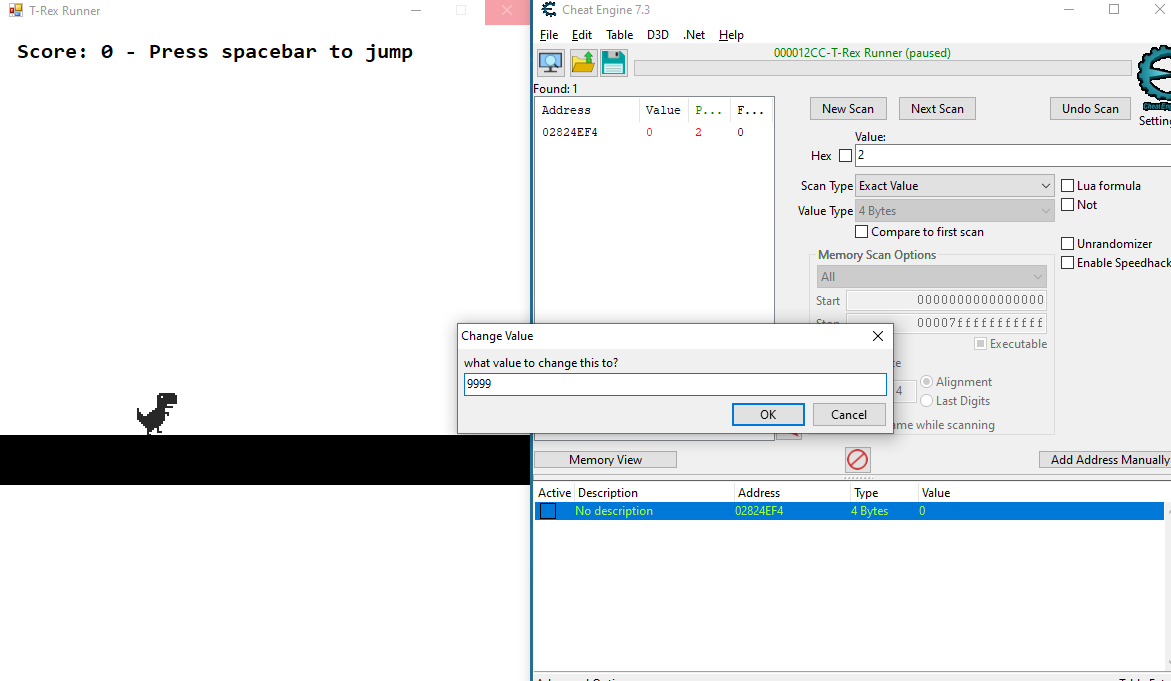 T-Rex Runner
Score: 0 - Press spacebar to jump
Cheat Engine 7.3
File Edit Table D3D .Net Help
000012CC-T-Rex Runner (paused)
Found: 1
Address Value P... F...
02824EF4 0 2 0
New Scan Next Scan Undo Scan
Value:
Hex 2
Scan Type Exact Value
Lua formula
Value Type 4 Bytes
Not
Compare to first scan
Memory Scan Options
Unrandomizer
All
Enable Speedhack
Start 0000000000000000
00007fffffffffff
Executable
Change Value
what value to change this to?
9999
OK Cancel
4 Alignment
Last Digits
while scanning
Memory View
Add Address Manually
Active Description Address Type Value
No description 02824EF4 4 Bytes 0